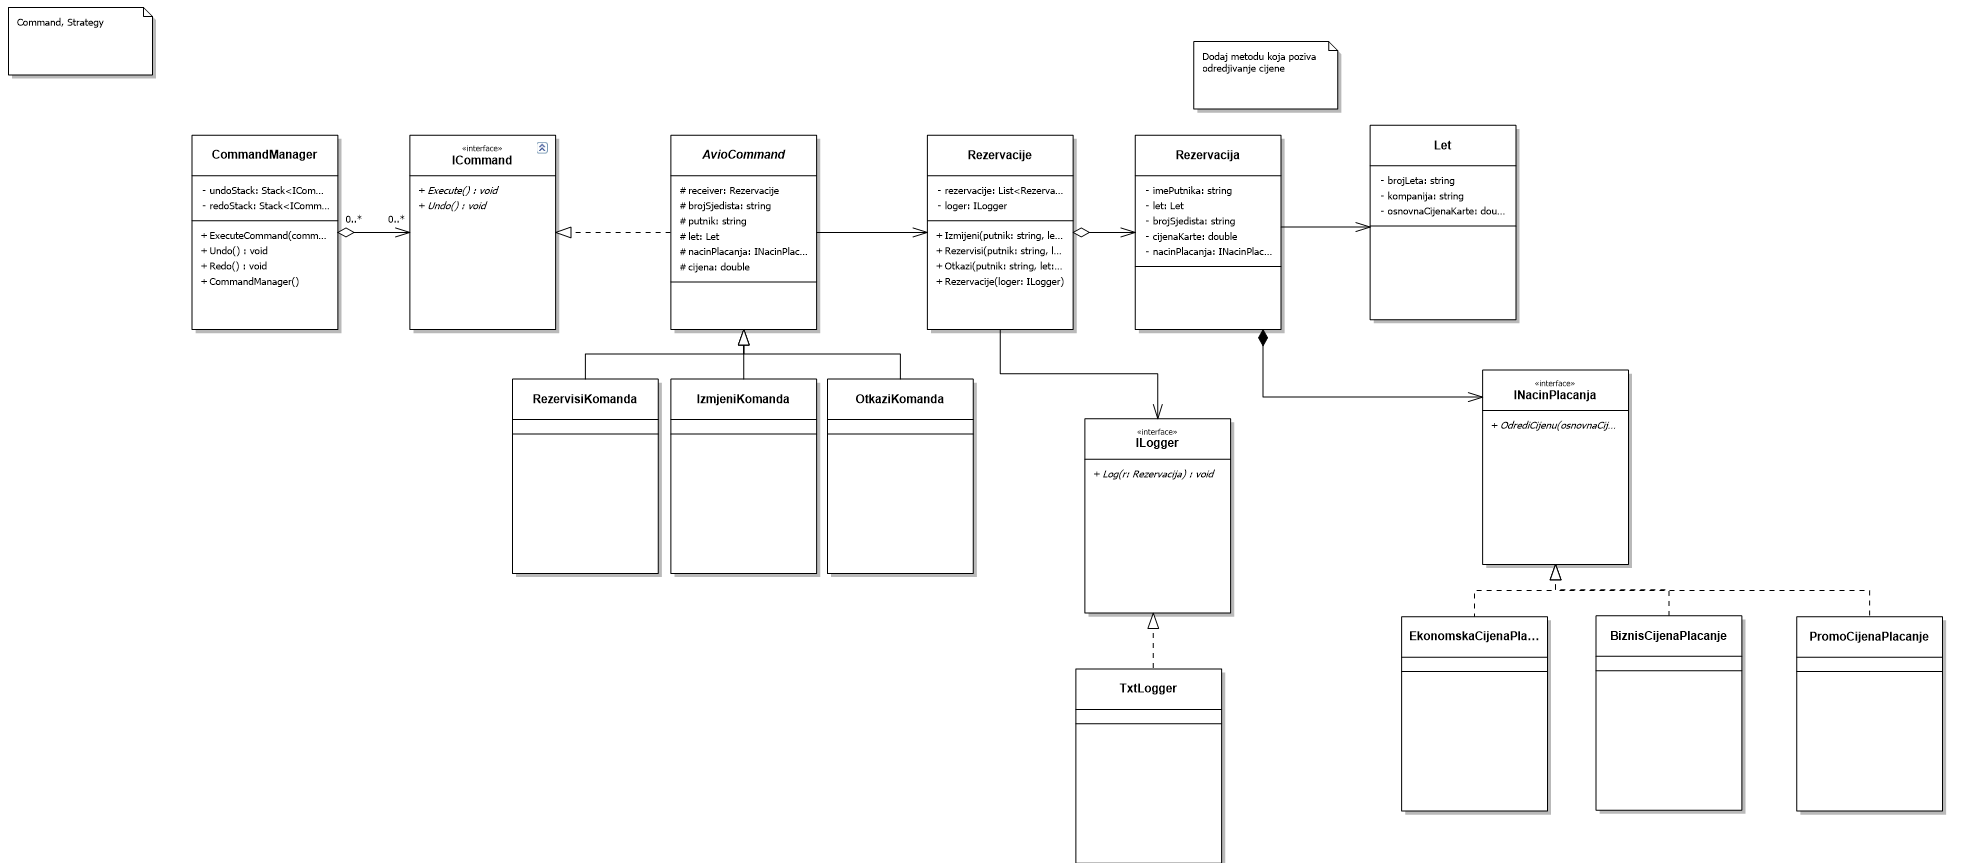 Command, Strategy
Dodaj metodu koja poziva
odredjivanje cijene
CommandManager
- undoStack: Stack<ICom...
- redoStack: Stack<IComm...
+ ExecuteCommand(comm...
+ Undo() : void
+ Redo() : void
+ CommandManager()
0..*
0..*
«interface»
ICommand
+ Execute() : void
+ Undo() : void
AvioCommand
# receiver: Rezervacije
# brojSjedista: string
# putnik: string
# let: Let
# nacinPlacanja: INacinPlac...
# cijena: double
Rezervacije
- rezervacije: List<Rezerva...
- loger: ILogger
+ Izmijeni(putnik: string, le...
+ Rezervisi(putnik: string, l...
+ Otkazi(putnik: string, let:...
+ Rezervacije(loger: ILogger)
Rezervacija
- imePutnika: string
- let: Let
- brojSjedista: string
- cijenaKarte: double
- nacinPlacanja: INacinPlac...
Let
- brojLeta: string
- kompanija: string
- osnovnaCijenaKarte: dou...
RezervisiKomanda
IzmjeniKomanda
OtkaziKomanda
«interface»
ILogger
+ Log(r: Rezervacija) : void
«interface»
INacinPlacanja
+ OdrediCijenu(osnovnaCij...
TxtLogger
EkonomskaCijenaPla...
BiznisCijenaPlacanje
PromoCijenaPlacanje